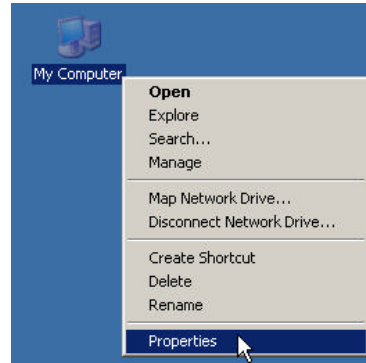 My Computer
Open
Explore
Search...
Manage
Map Network Drive...
Disconnect Network Drive...
Create Shortcut
Delete
Rename
Properties